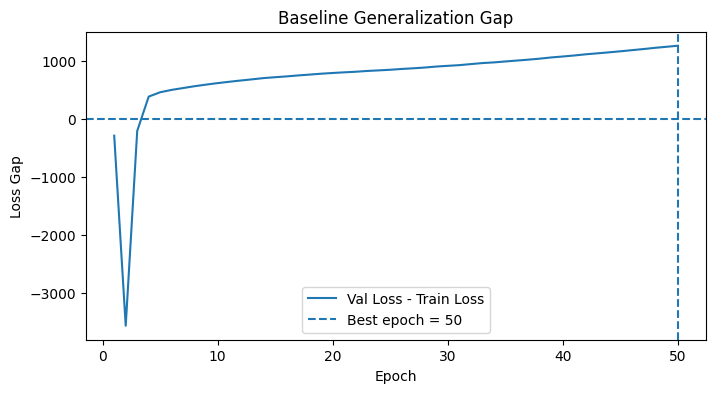 Baseline Generalization Gap
Loss Gap
1000
0
−1000
−2000
−3000
Val Loss - Train Loss
Best epoch = 50
0 10 20 30 40 50
Epoch